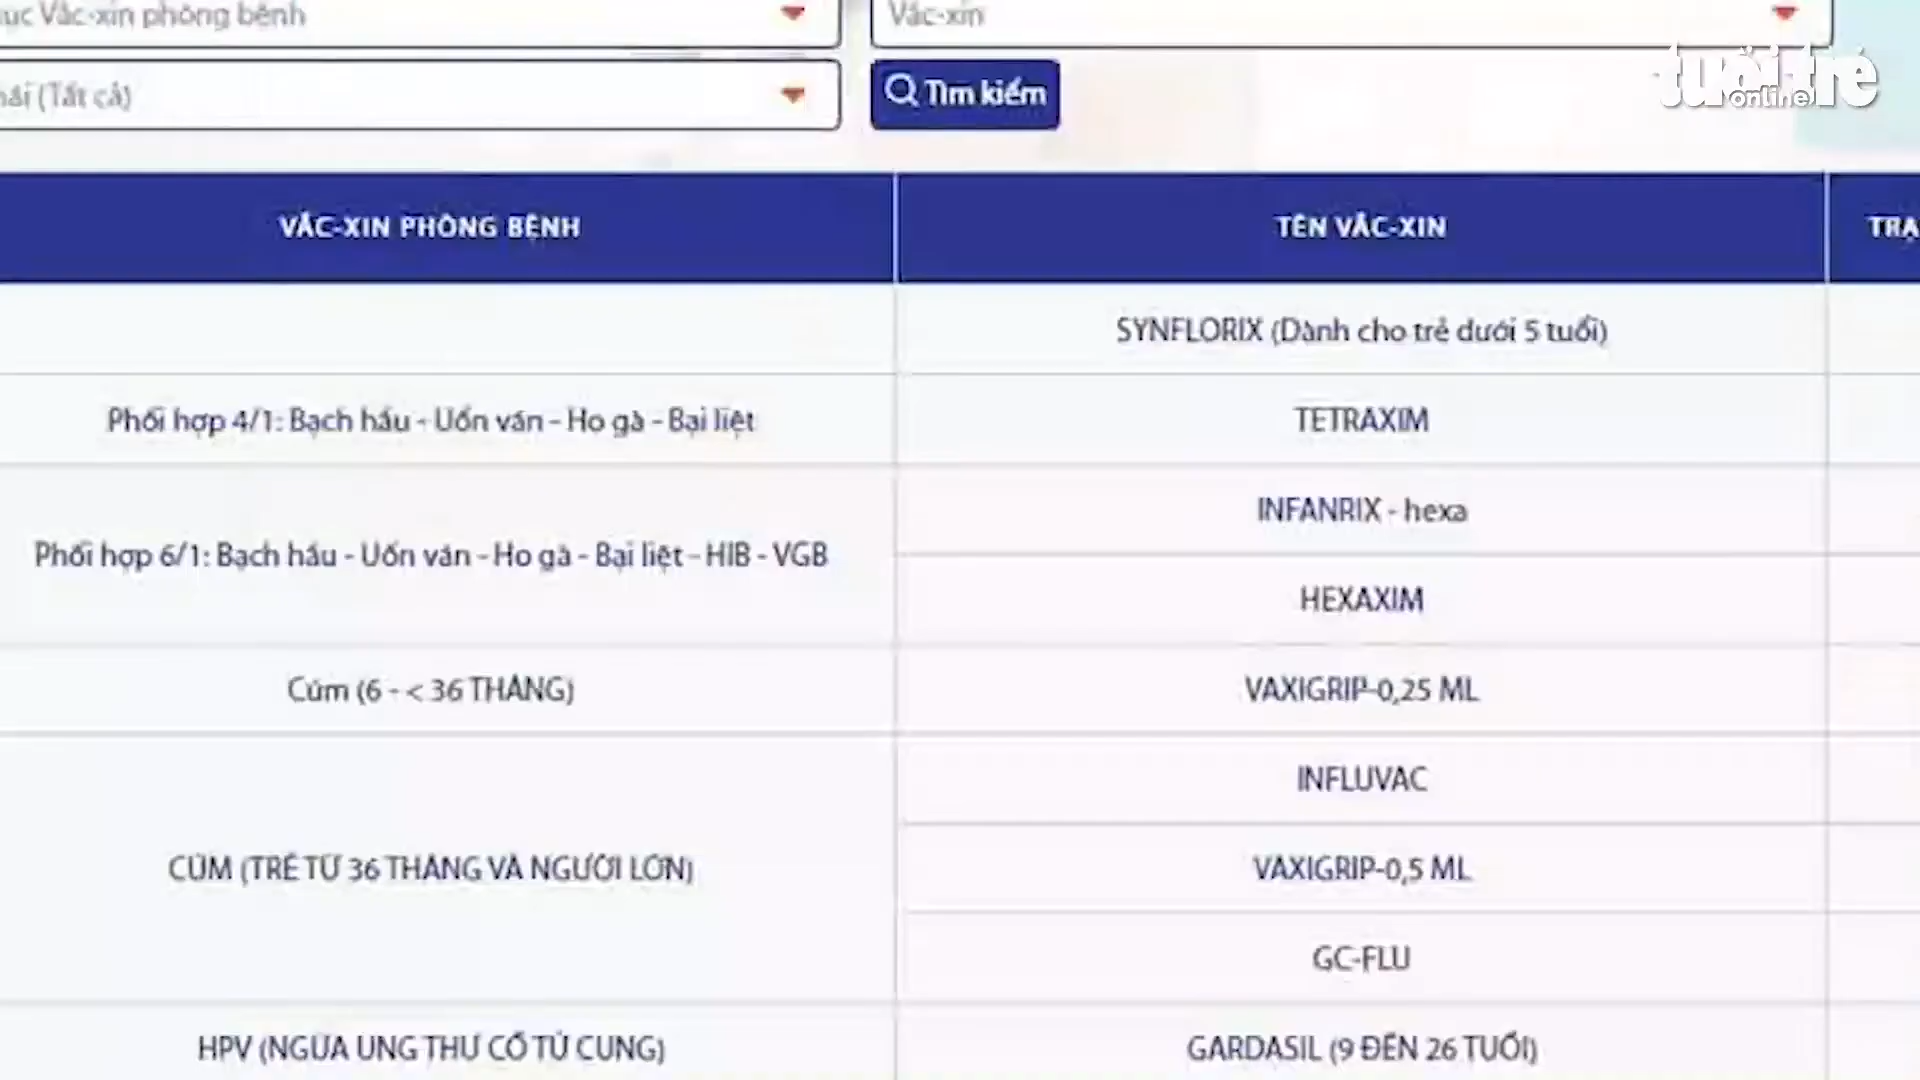 ục Vắc-xin phòng bệnh
Vắc-xin
tuổi trẻ
online
hái (Tất cả)
Tìm kiếm
VẮC-XIN PHÒNG BỆNH
TÊN VẮC-XIN
TRẠ
SYNFLORIX (Dành cho trẻ dưới 5 tuổi)
Phối hợp 4/1: Bạch hầu - Uốn ván - Ho gà - Bại liệt
TETRAXIM
INFANRIX - hexa
Phối hợp 6/1: Bạch hầu - Uốn ván - Ho gà - Bại liệt - HIB - VGB
HEXAXIM
Cúm (6 - < 36 THÁNG)
VAXIGRIP-0,25 ML
INFLUVAC
CÚM (TRẺ TỪ 36 THÁNG VÀ NGƯỜI LỚN)
VAXIGRIP-0,5 ML
GC-FLU
HPV (NGỪA UNG THƯ CỔ TỬ CUNG)
GARDASIL (9 ĐẾN 26 TUỔI)